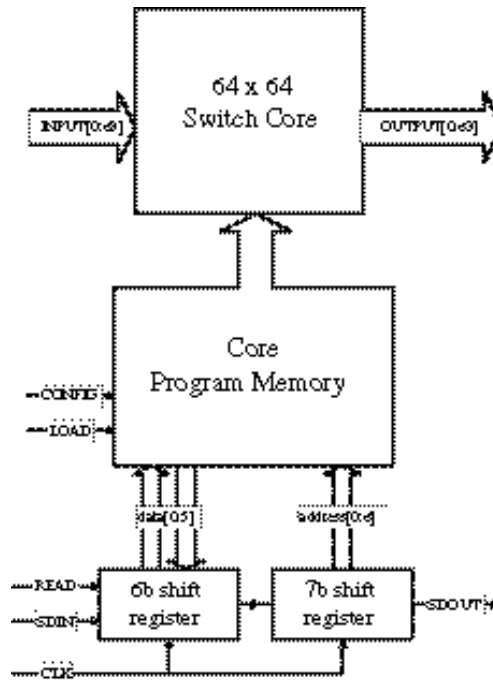 64 x 64
Switch Core
INPUT[0:63]
OUTPUT[0:63]
Core
Program Memory
CONFIG
LOAD
data[0:5]
address[0:6]
READ
6b shift
register
7b shift
register
SDIN
SDOUT
CLK